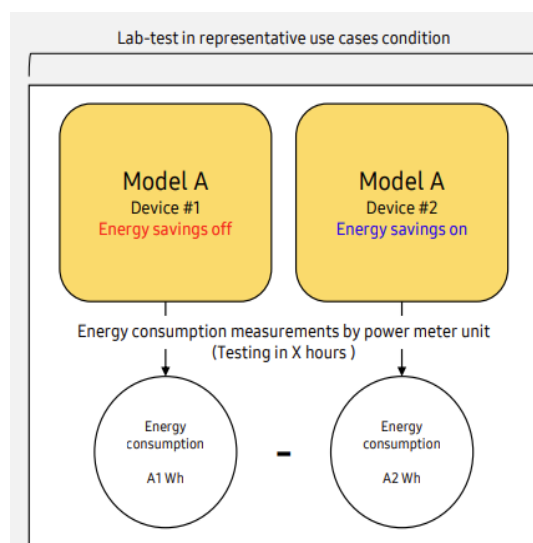 Lab-test in representative use cases condition
Model A
Device #1
Energy savings off
Model A
Device #2
Energy savings on
Energy consumption measurements by power meter unit
(Testing in X hours )
Energy
consumption
A1 Wh
-
Energy
consumption
A2 Wh